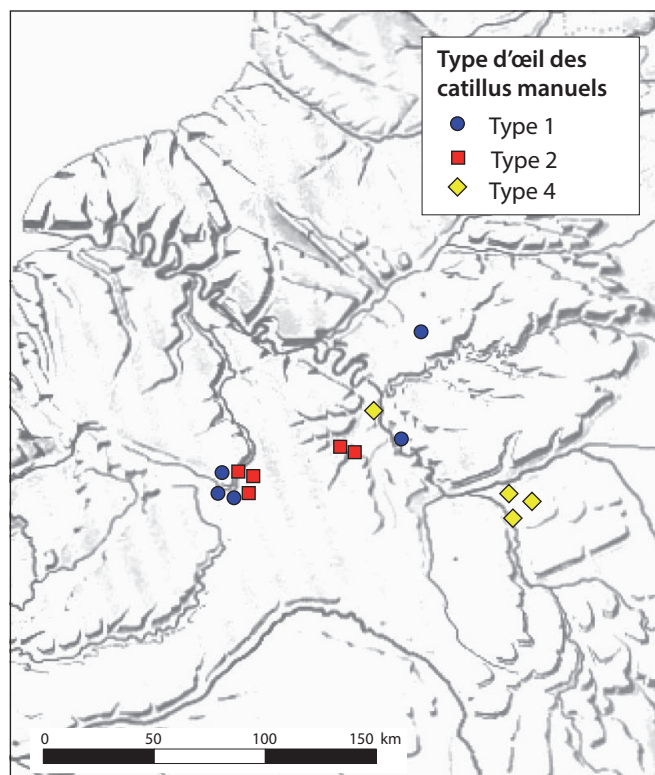 Type d'œil des
catillus manuels
Type 1
Type 2
Type 4
0 50 100 150 km